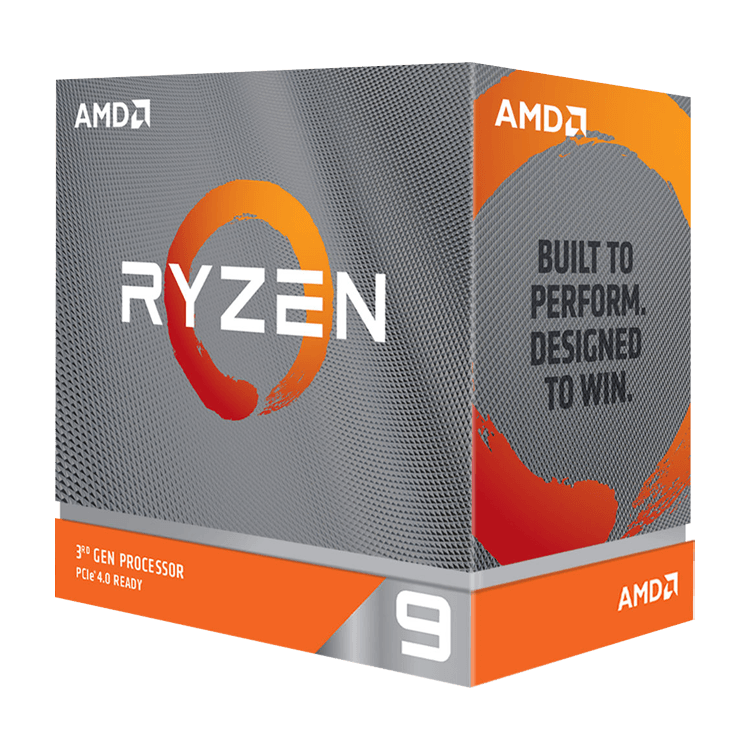 AMD
RYZEN
3RD GEN PROCESSOR
PCIe® 4.0 READY
9
AMD
BUILT TO
PERFORM.
DESIGNED
TO WIN.
AMD